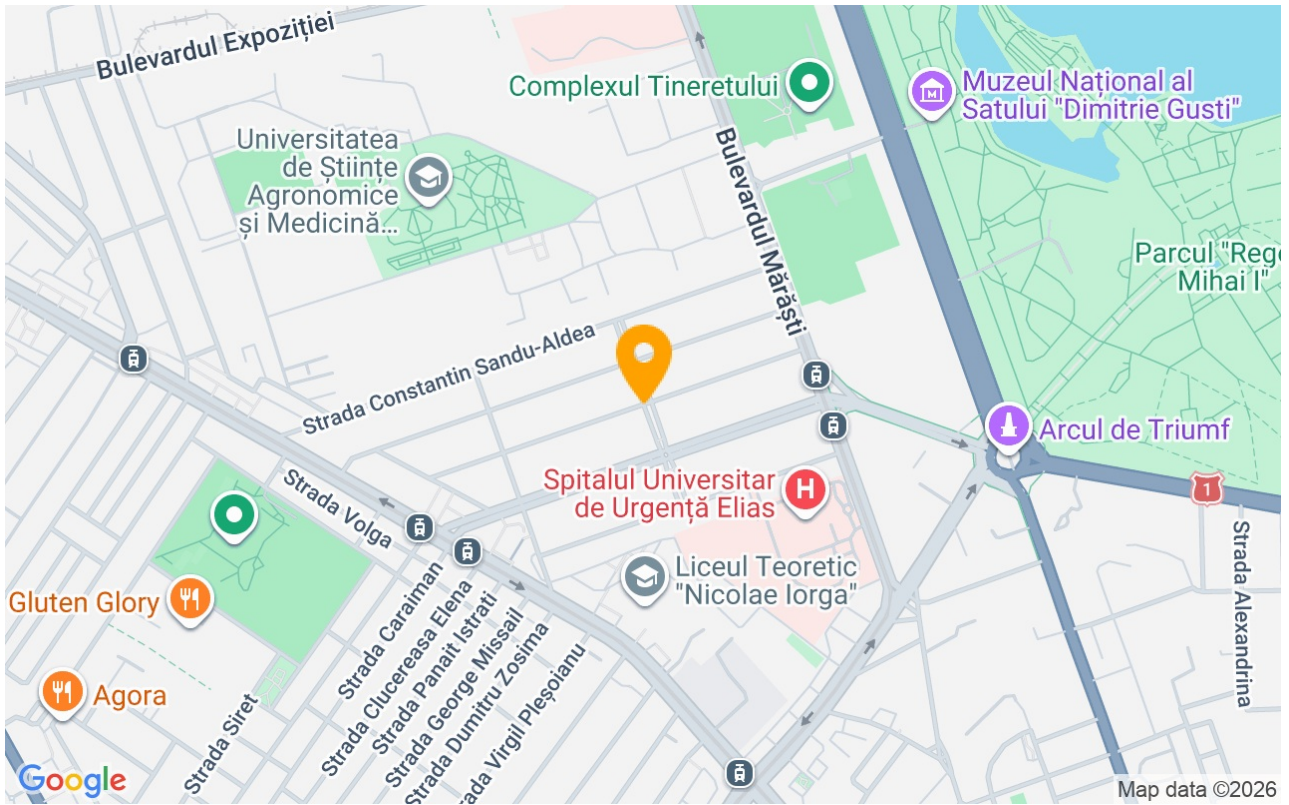 Bulevardul Expoziției
Complexul Tineretului
Muzeul Național al
Satului "Dimitrie Gusti"
Universitatea
de Științe
Agronomice
și Medicină...
Bulevardul Mărăști
Parcul "Rege
Mihai I"
Strada Constantin Sandu-Aldea
Arcul de Triumf
Spitalul Universitar
de Urgență Elias
H
1
Strada Volga
Liceul Teoretic
"Nicolae Iorga"
Gluten Glory
Strada Alexandrina
Strada Caraiman
Strada Clucereasa Elena
Strada Panait Istrati
Strada George Missail
Strada Dumitru Zosima
rada Virgil Pleșoianu
Agora
Strada Siret
Google
Map data ©2026